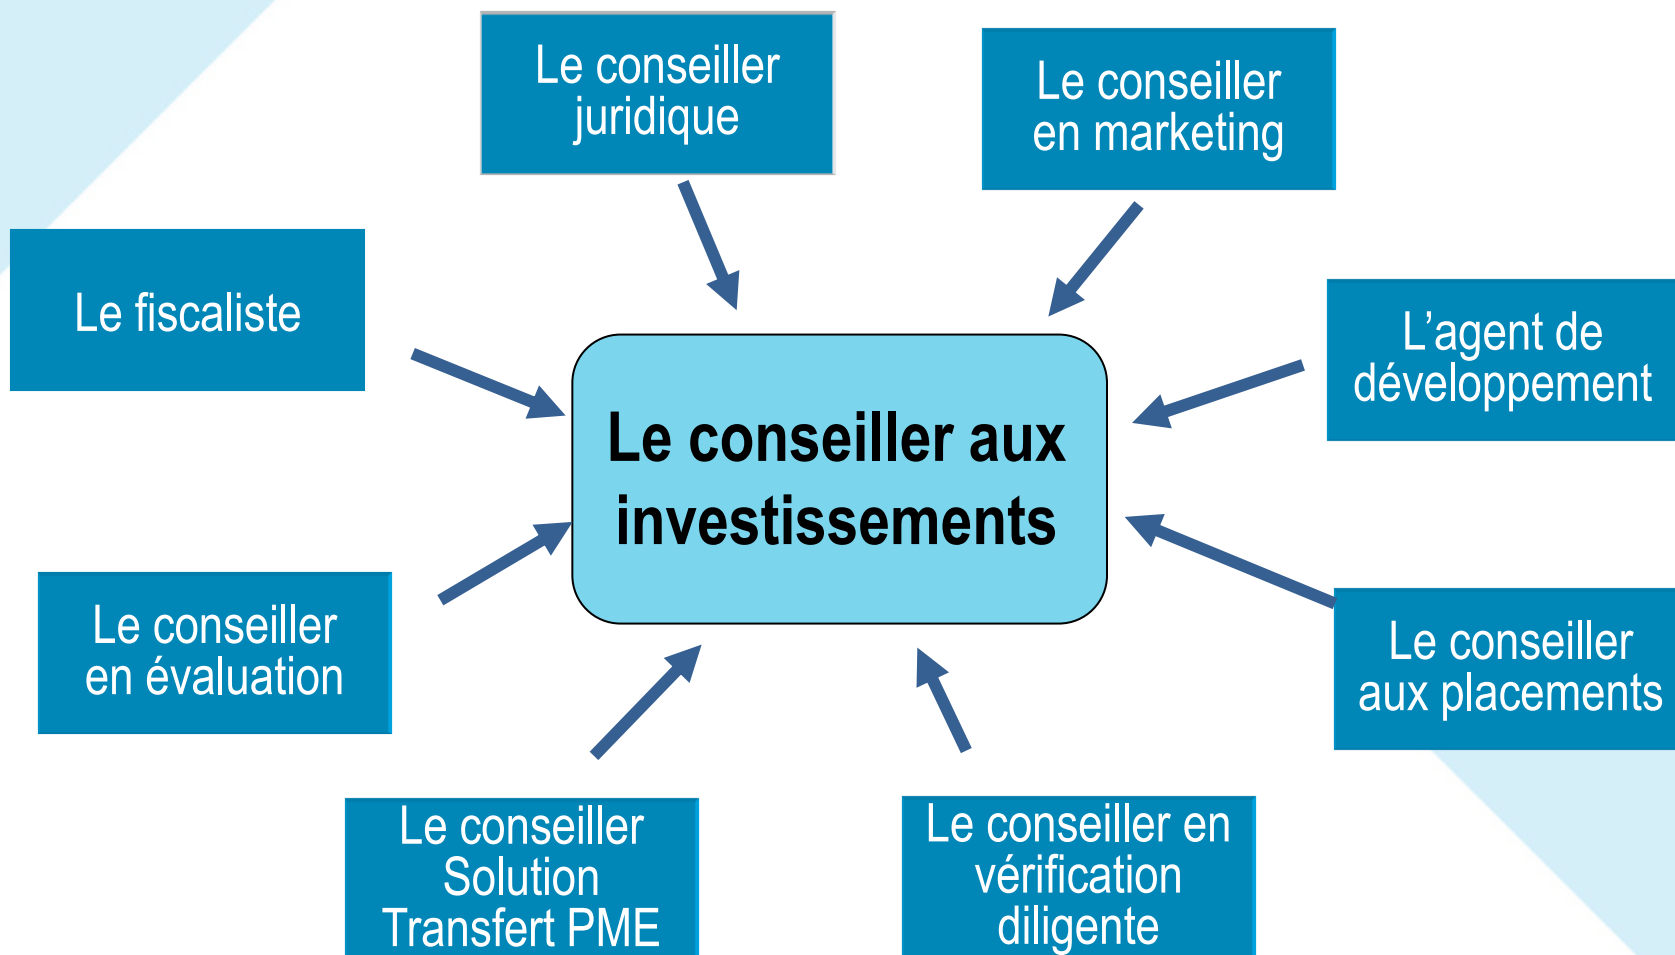 Le conseiller
juridique
Le conseiller
en marketing
Le fiscaliste
L’agent de
développement
Le conseiller aux
investissements
Le conseiller
en évaluation
Le conseiller
aux placements
Le conseiller
Solution
Transfert PME
Le conseiller en
vérification
diligente